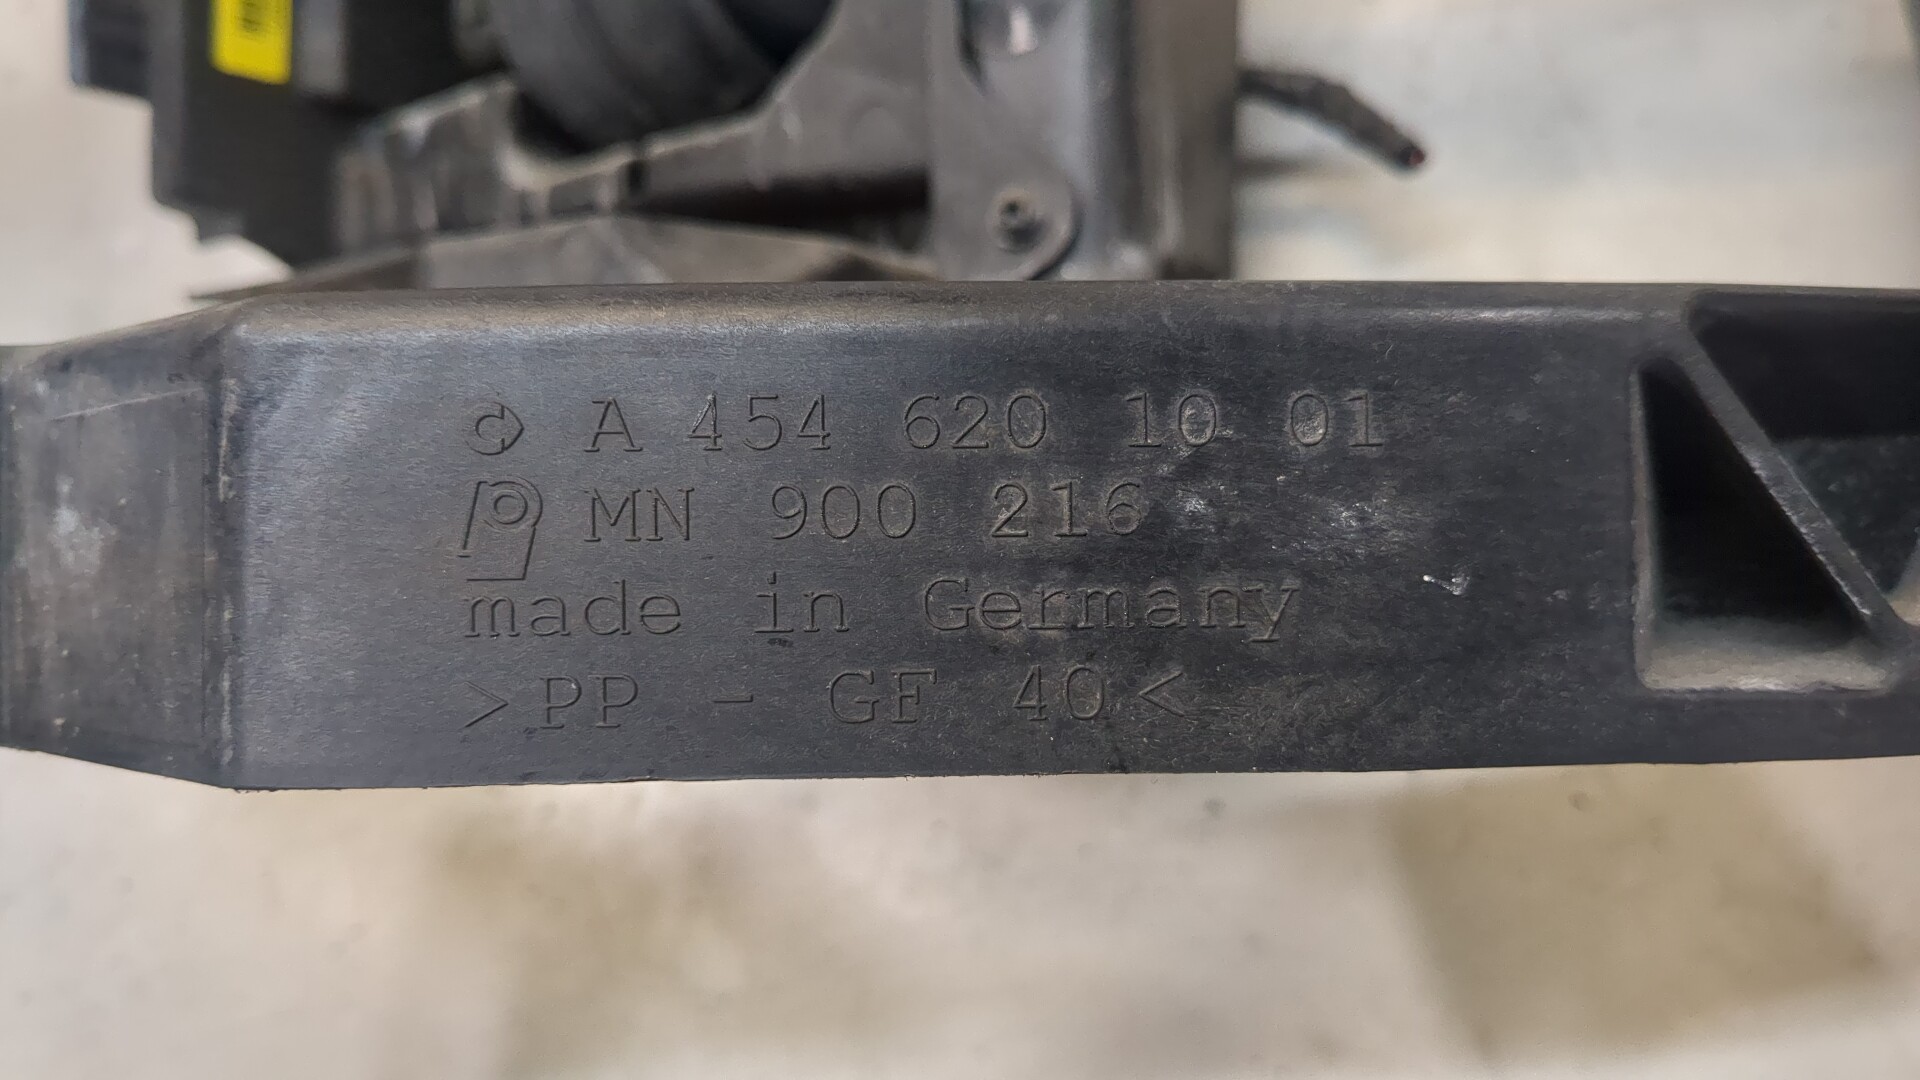 A 454 620 10 01
MN 900 216
made in Germany
>PP - GF 40<